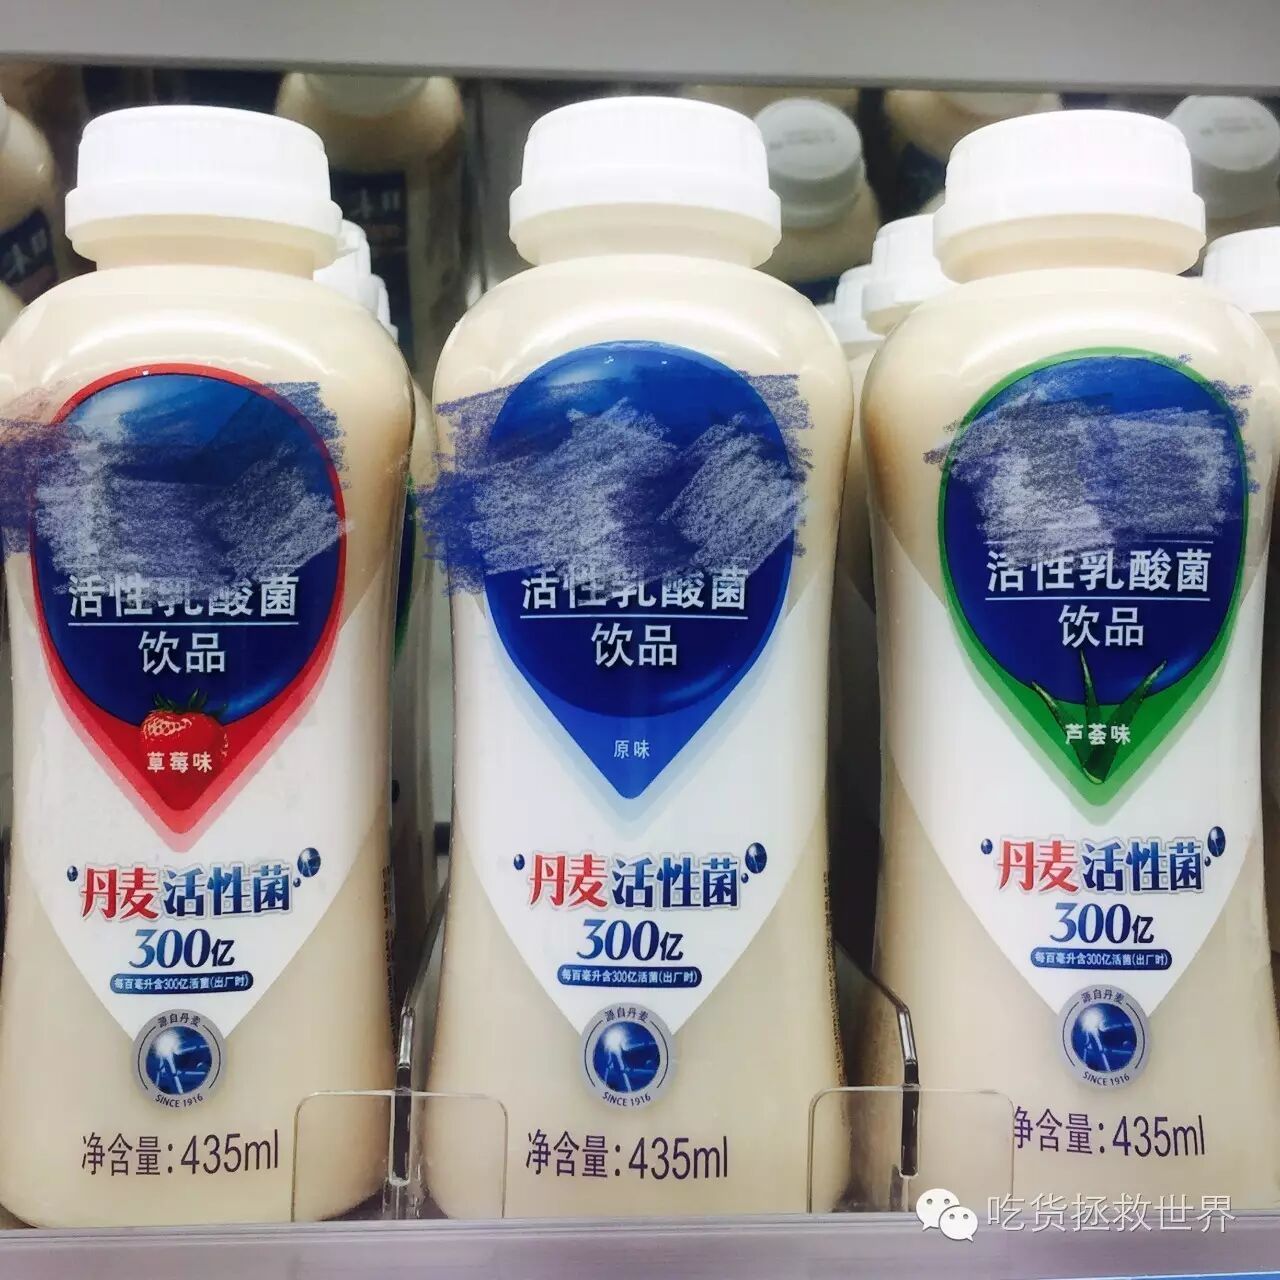 活性乳酸菌
饮品
草莓味
丹麦活性菌
300亿
每百毫升含300亿活菌(出厂时)
源自丹麦
SINCE 1916
净含量:435ml
活性乳酸菌
饮品
原味
丹麦活性菌
300亿
每百毫升含300亿活菌(出厂时)
源自丹麦
SINCE 1916
净含量:435ml
活性乳酸菌
饮品
芦荟味
丹麦活性菌
300亿
每百毫升含300亿活菌(出厂时)
源自丹麦
SINCE 1916
净含量:435ml
吃货拯救世界